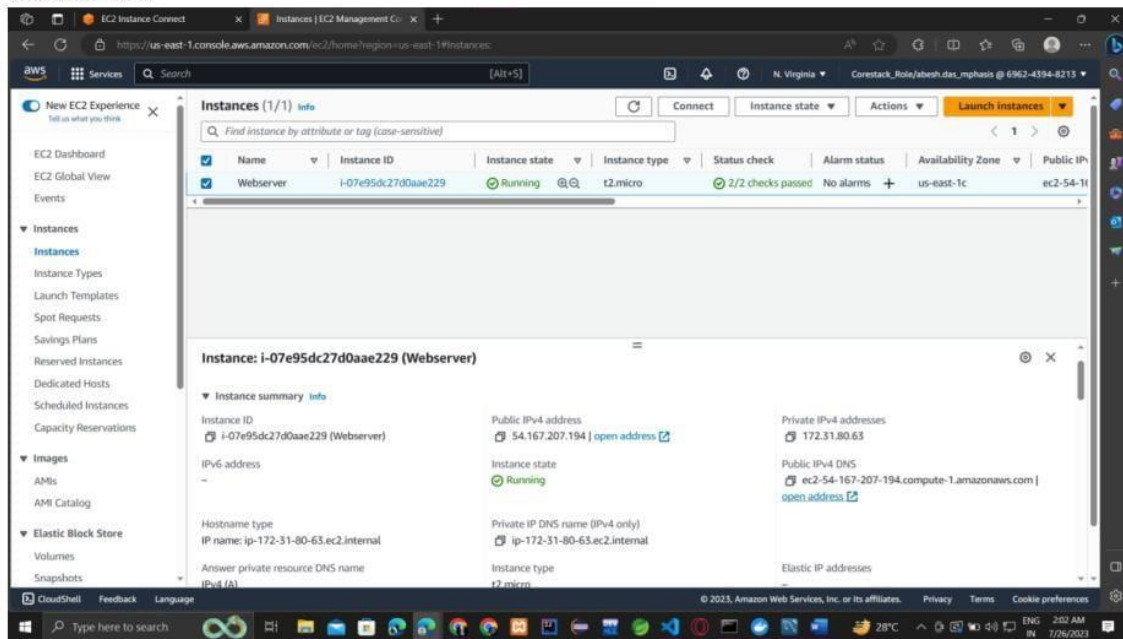 EC2 Instance Connect
Instances | EC2 Management Co
https://us-east-1.console.aws.amazon.com/ec2/home?region=us-east-1#Instances:
aws Services Search [Alt+S] N. Virginia Corestack_Role/abesh.das_mphasis @ 6962-4394-8213
New EC2 Experience
Tell us what you think
EC2 Dashboard
EC2 Global View
Events
Instances
Instances
Instance Types
Launch Templates
Spot Requests
Savings Plans
Reserved Instances
Dedicated Hosts
Scheduled Instances
Capacity Reservations
Images
AMIs
AMI Catalog
Elastic Block Store
Volumes
Snapshots
Instances (1/1) Info Connect Instance state Actions Launch instances
Find instance by attribute or tag (case-sensitive) 1
Name Instance ID Instance state Instance type Status check Alarm status Availability Zone Public IPv
Webserver i-07e95dc27d0aae229 Running t2.micro 2/2 checks passed No alarms + us-east-1c ec2-54-16
Instance: i-07e95dc27d0aae229 (Webserver)
Instance summary Info
Instance ID
i-07e95dc27d0aae229 (Webserver)
Public IPv4 address
54.167.207.194 | open address
Private IPv4 addresses
172.31.80.63
IPv6 address
–
Instance state
Running
Public IPv4 DNS
ec2-54-167-207-194.compute-1.amazonaws.com |
open address
Hostname type
IP name: ip-172-31-80-63.ec2.internal
Private IP DNS name (IPv4 only)
ip-172-31-80-63.ec2.internal
Answer private resource DNS name
IPv4 (A)
Instance type
t2.micro
Elastic IP addresses
–
CloudShell Feedback Language © 2023, Amazon Web Services, Inc. or its affiliates. Privacy Terms Cookie preferences
Type here to search 28°C ENG 2:02 AM
IN 7/26/2023